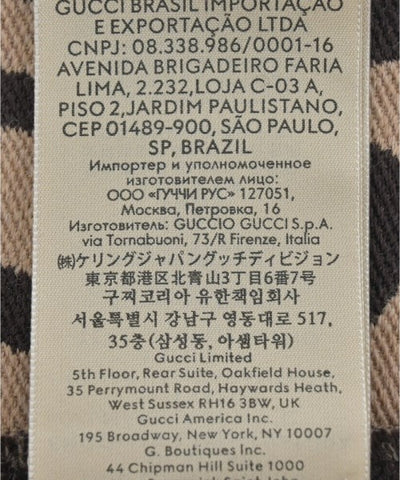 GUCCI BRASIL IMPORTAÇÃO
E EXPORTAÇÃO LTDA
CNPJ: 08.338.986/0001-16
AVENIDA BRIGADEIRO FARIA
LIMA, 2.232,LOJA C-03 A,
PISO 2,JARDIM PAULISTANO,
CEP 01489-900, SÃO PAULO,
SP, BRAZIL
Импортер и уполномоченное
изготовителем лицо:
ООО «ГУЧЧИ РУС» 127051,
Москва, Петровка, 16
Изготовитель: GUCCIO GUCCI S.p.A.
via Tornabuoni, 73/R Firenze, Italia
㈱ケリングジャパングッチディビジョン
東京都港区北青山3丁目6番7号
구찌코리아 유한책임회사
서울특별시 강남구 영동대로 517,
35층 (삼성동, 아셈타워)
Gucci Limited
5th Floor, Rear Suite, Oakfield House,
35 Perrymount Road, Haywards Heath,
West Sussex RH16 3BW, UK
Gucci America Inc.
195 Broadway, New York, NY 10007
G. Boutiques Inc.
44 Chipman Hill Suite 1000